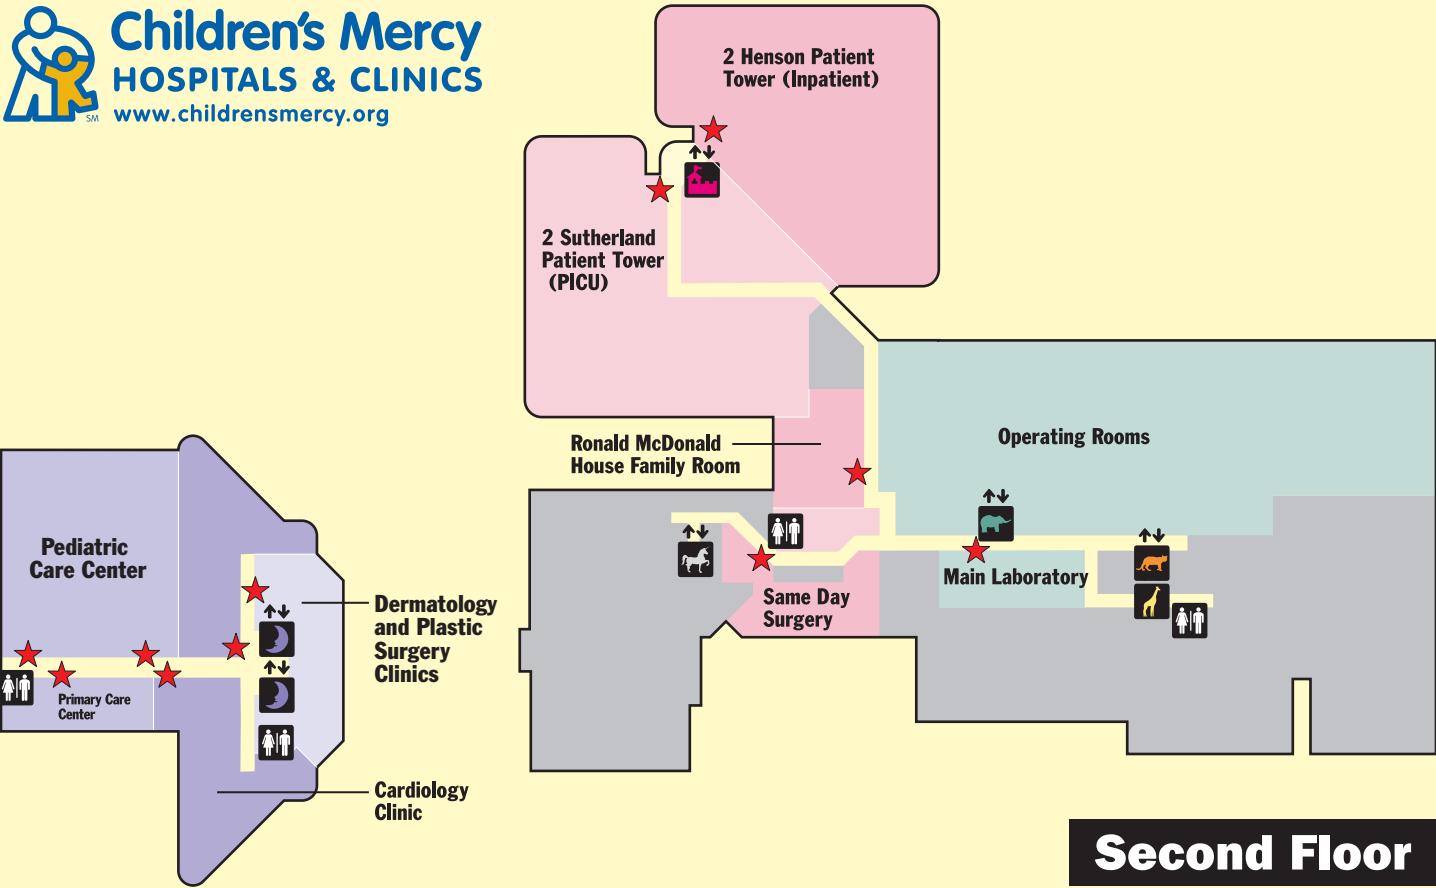 Children's Mercy
HOSPITALS & CLINICS
www.childrensmercy.org
SM
2 Henson Patient
Tower (Inpatient)
2 Sutherland
Patient Tower
(PICU)
Ronald McDonald
House Family Room
Operating Rooms
Main Laboratory
Same Day
Surgery
Pediatric
Care Center
Dermatology
and Plastic
Surgery
Clinics
Primary Care
Center
Cardiology
Clinic
Second Floor